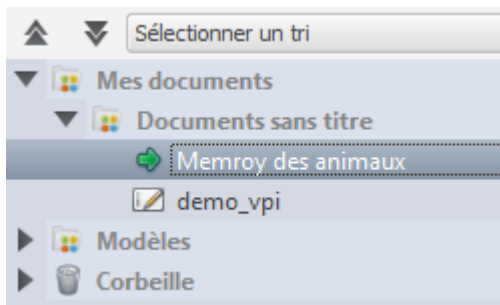 Sélectionner un tri
Mes documents
Documents sans titre
Memroy des animaux
demo_vpi
Modèles
Corbeille